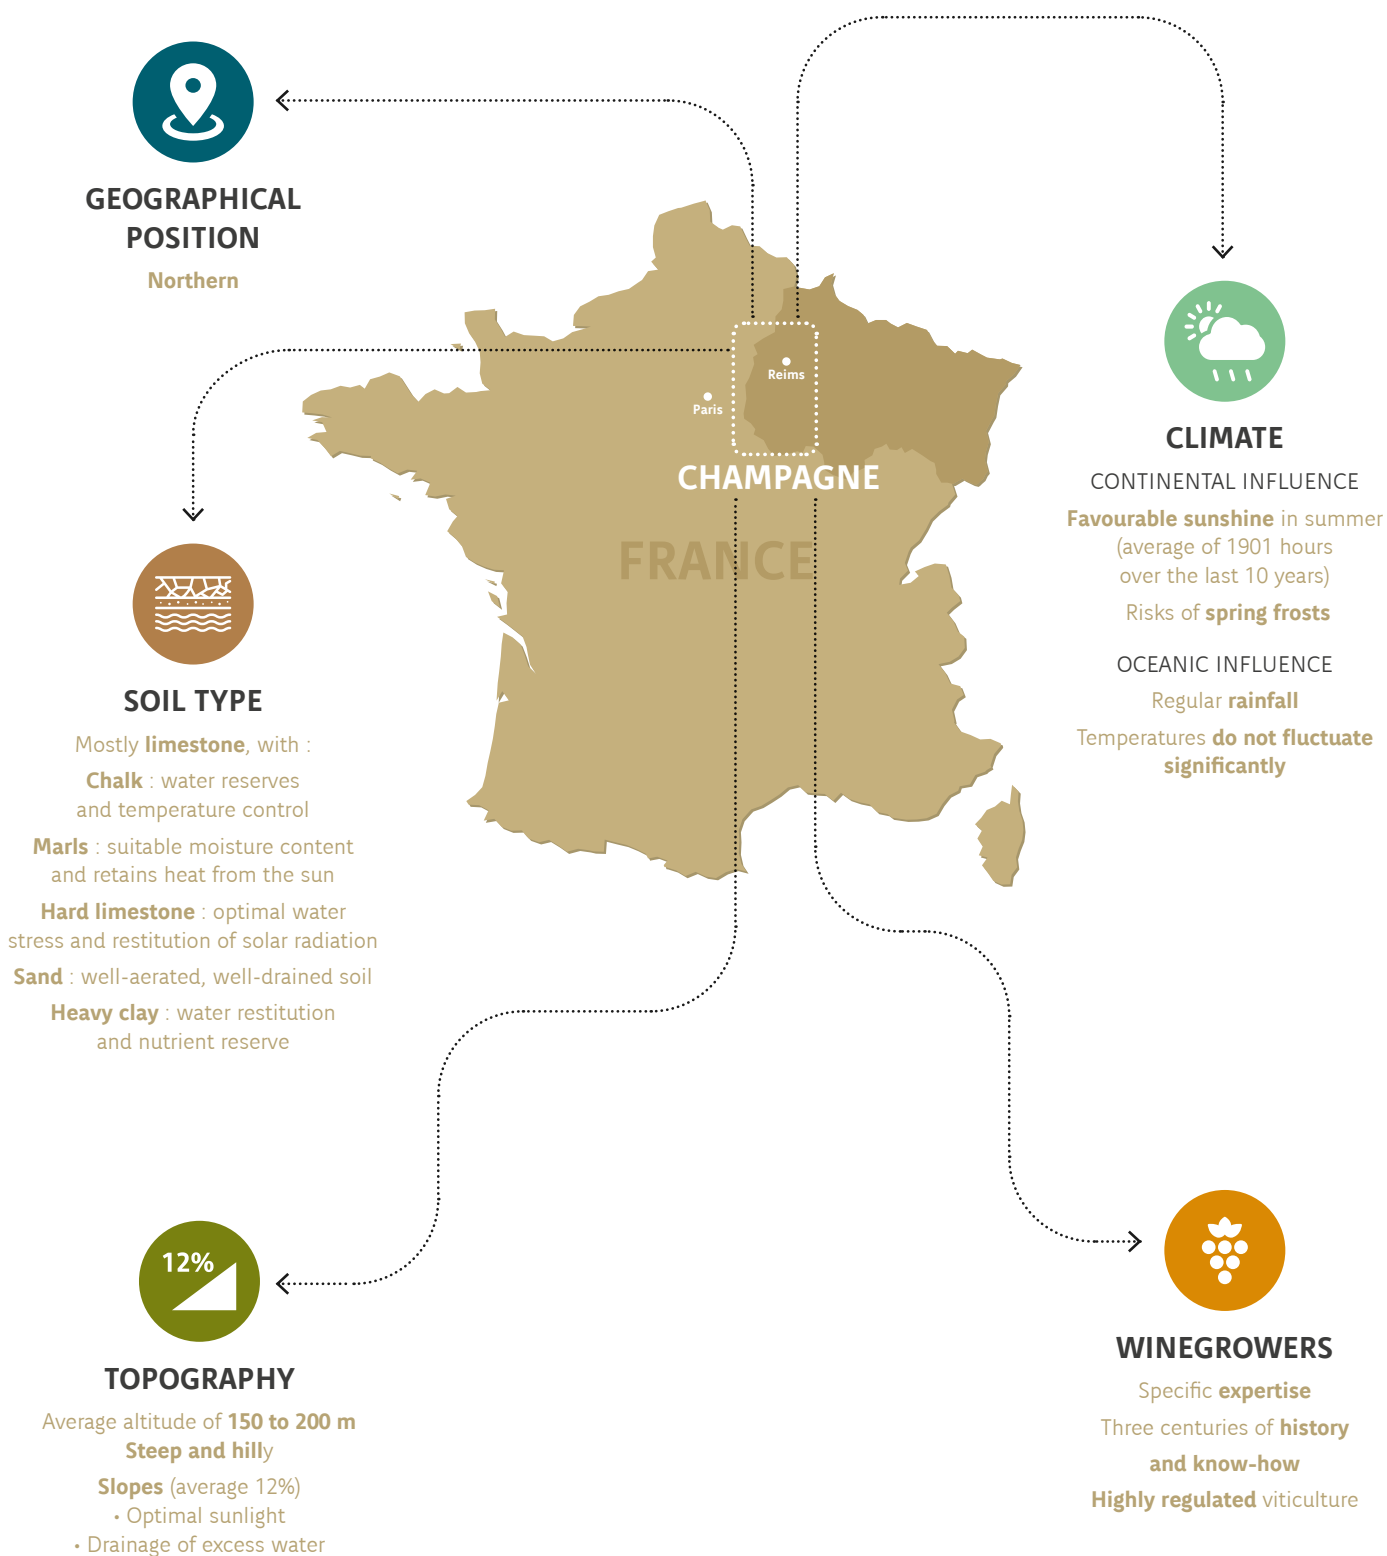 GEOGRAPHICAL
POSITION
Northern
Reims
Paris
CHAMPAGNE
FRANCE
CLIMATE
CONTINENTAL INFLUENCE
Favourable sunshine in summer
(average of 1901 hours
over the last 10 years)
Risks of spring frosts
OCEANIC INFLUENCE
Regular rainfall
Temperatures do not fluctuate
significantly
SOIL TYPE
Mostly limestone, with :
Chalk : water reserves
and temperature control
Marls : suitable moisture content
and retains heat from the sun
Hard limestone : optimal water
stress and restitution of solar radiation
Sand : well-aerated, well-drained soil
Heavy clay : water restitution
and nutrient reserve
12%
TOPOGRAPHY
Average altitude of 150 to 200 m
Steep and hilly
Slopes (average 12%)
• Optimal sunlight
• Drainage of excess water
WINEGROWERS
Specific expertise
Three centuries of history
and know-how
Highly regulated viticulture